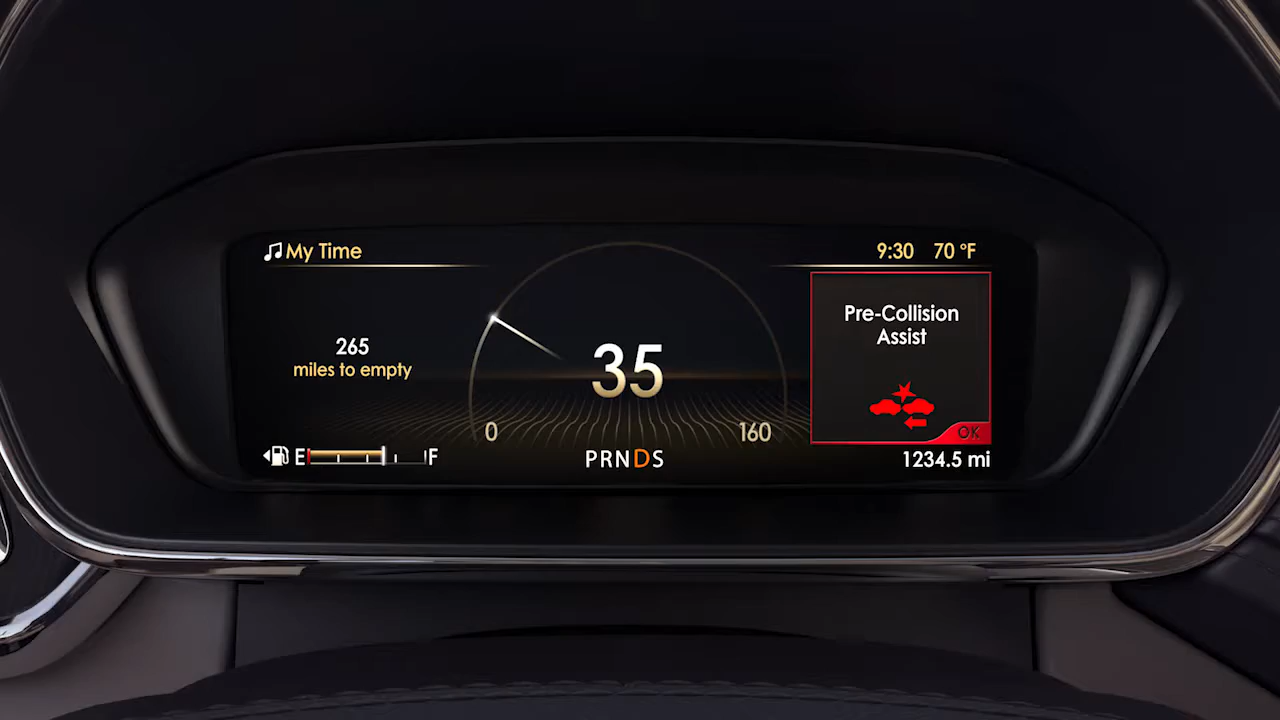 My Time
9:30 70 °F
Pre-Collision
Assist
265
miles to empty
35
0
160
OK
E F
PRNDS
1234.5 mi